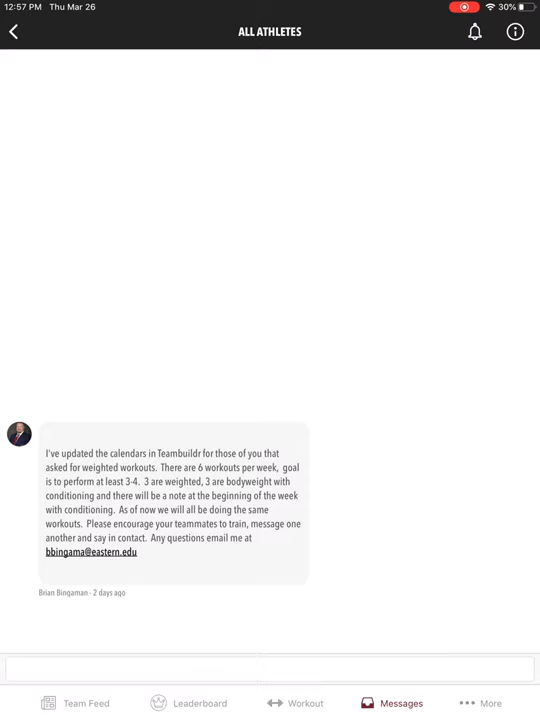 12:57 PM Thu Mar 26
30%
ALL ATHLETES
I've updated the calendars in Teambuildr for those of you that
asked for weighted workouts. There are 6 workouts per week, goal
is to perform at least 3-4. 3 are weighted, 3 are bodyweight with
conditioning and there will be a note at the beginning of the week
with conditioning. As of now we will all be doing the same
workouts. Please encourage your teammates to train, message one
another and say in contact. Any questions email me at
bbingama@eastern.edu
Brian Bingaman - 2 days ago
Team Feed
Leaderboard
Workout
Messages
More